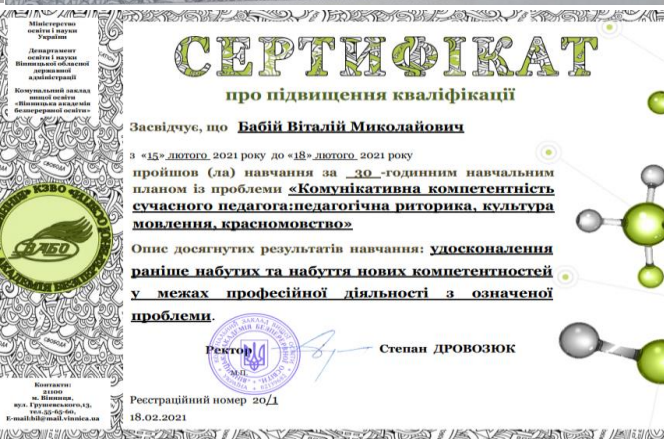 Міністерство
освіти і науки
України
Департамент
освіти і науки
Вінницької обласної
державної
адміністрації
Комунальний заклад
вищої освіти
«Вінницька академія
безперервної освіти»
СЕРТИФІКАТ
про підвищення кваліфікації
Засвідчує, що Бабій Віталій Миколайович
з «15» лютого 2021 року до «18» лютого 2021 року
пройшов (ла) навчання за 30 -годинним навчальним
планом із проблеми «Комунікативна компетентність
сучасного педагога:педагогічна риторика, культура
мовлення, красномовство»
Опис досягнутих результатів навчання: удосконалення
раніше набутих та набуття нових компетентностей
у межах професійної діяльності з означеної
проблеми.
Ректор
Степан ДРОВОЗЮК
М.П.
Реєстраційний номер 20/1
18.02.2021
ВАБО
Контакти:
21100
м. Вінниця,
вул. Грушевського,13,
тел.55-65-60,
E-mail:bil@mail.vinnica.ua